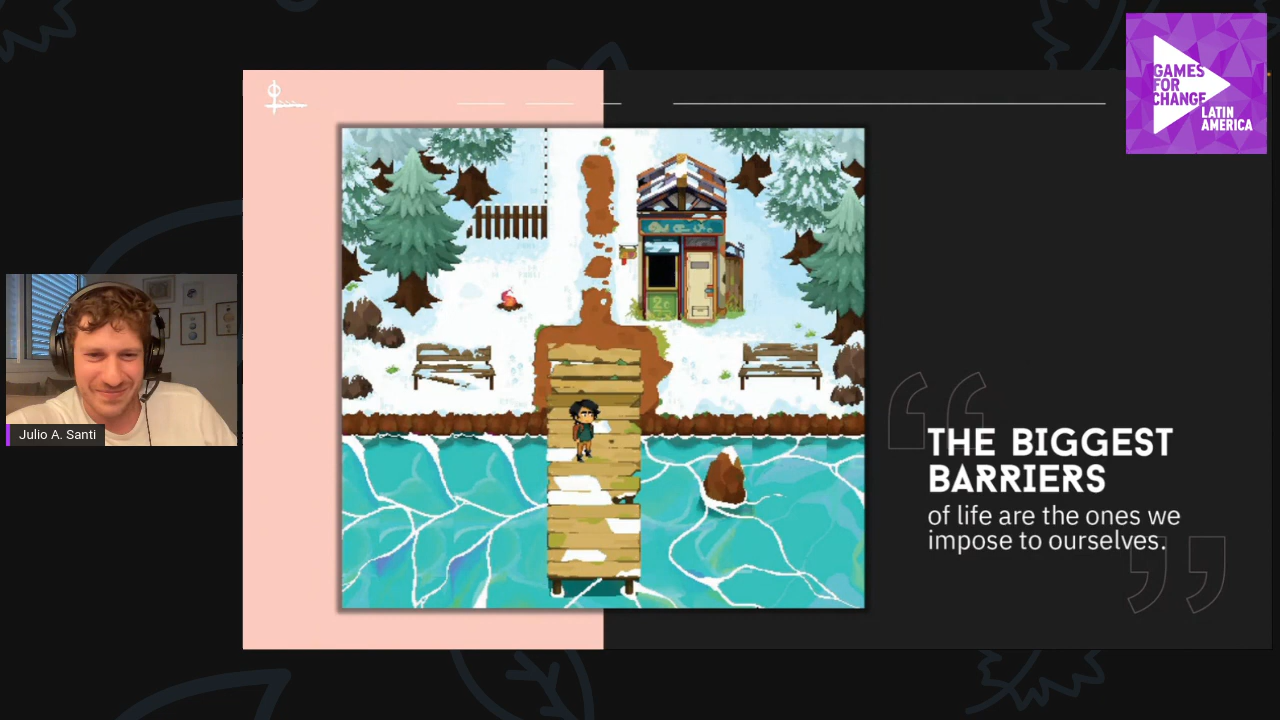 GAMES
FOR
CHANGE
LATIN
AMERICA
2c
THE BIGGEST
BARRIERS
of life are the ones we
impose to ourselves.
Julio A. Santi